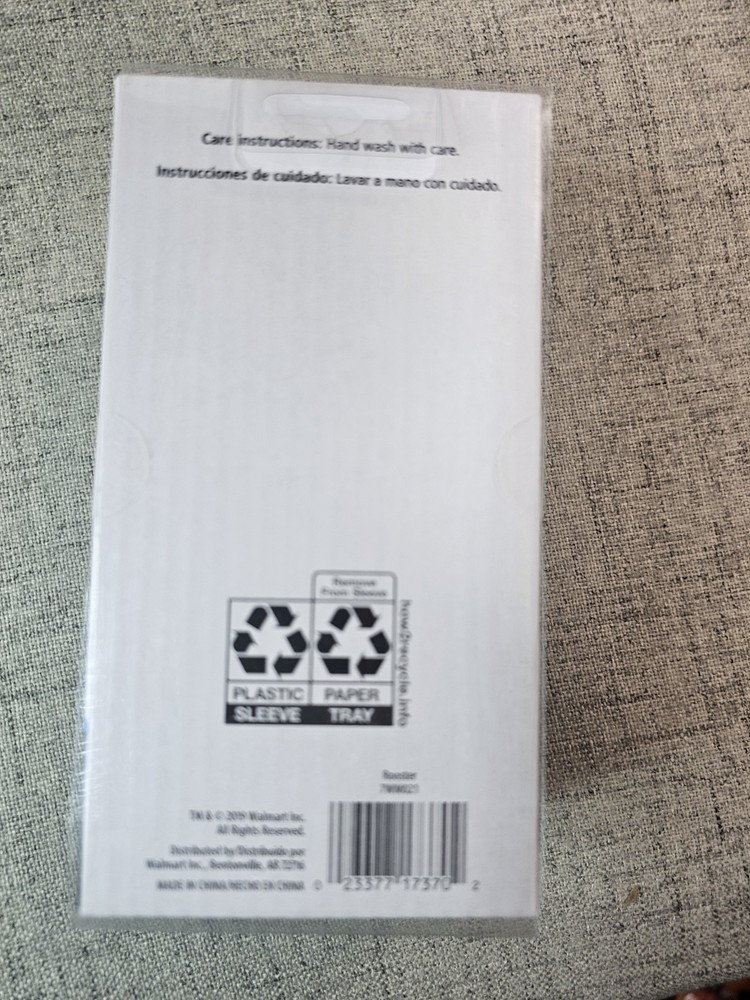 Care instructions: Hand wash with care.
Instrucciones de cuidado: Lavar a mano con cuidado.
Remove
From Sleeve
PLASTIC PAPER
SLEEVE TRAY
how2recycle.info
Rooster
TM & © 2019 Walmart Inc.
All Rights Reserved.
Distributed by/Distribuido por
Walmart Inc., Bentonville, AR 72716
MADE IN CHINA/HECHO EN CHINA
0 23377 17370 2